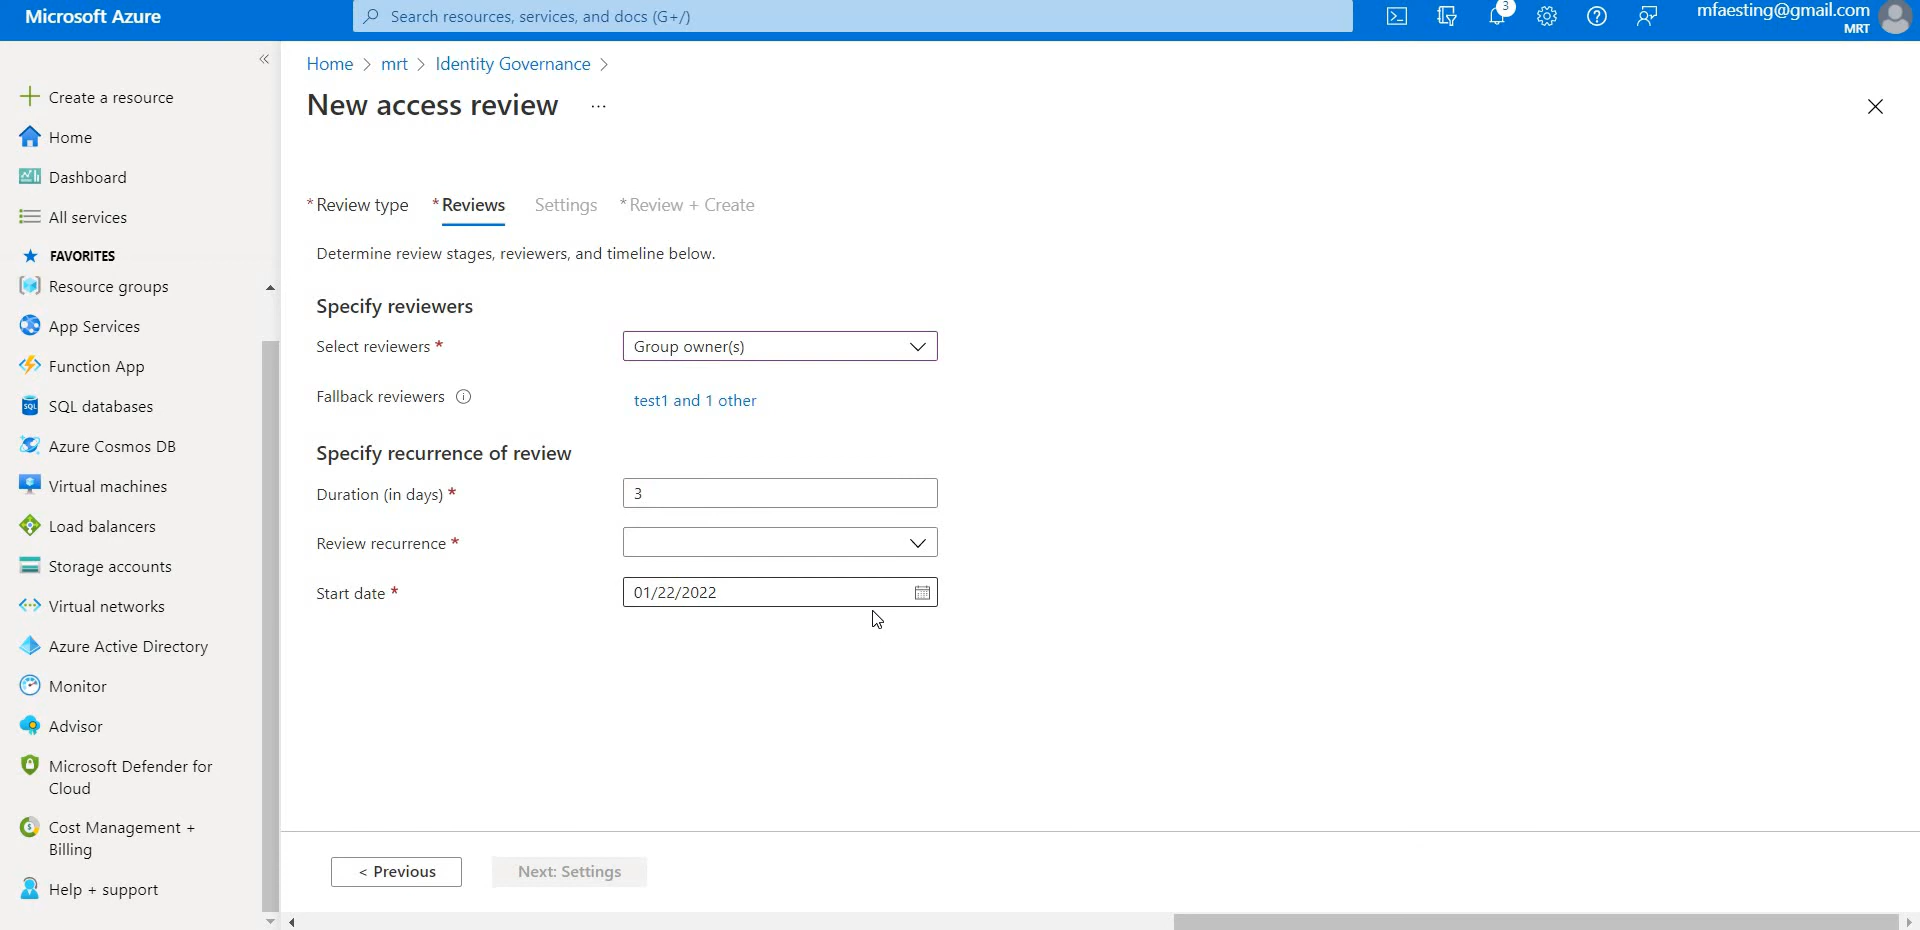 Microsoft Azure
Search resources, services, and docs (G+/)
3
mfaesting@gmail.com
MRT
Create a resource
Home
Dashboard
All services
FAVORITES
Resource groups
App Services
Function App
SQL databases
Azure Cosmos DB
Virtual machines
Load balancers
Storage accounts
Virtual networks
Azure Active Directory
Monitor
Advisor
Microsoft Defender for
Cloud
Cost Management +
Billing
Help + support
Home > mrt > Identity Governance >
New access review ...
* Review type * Reviews Settings * Review + Create
Determine review stages, reviewers, and timeline below.
Specify reviewers
Select reviewers * Group owner(s)
Fallback reviewers test1 and 1 other
Specify recurrence of review
Duration (in days) * 3
Review recurrence *
Start date * 01/22/2022
< Previous Next: Settings